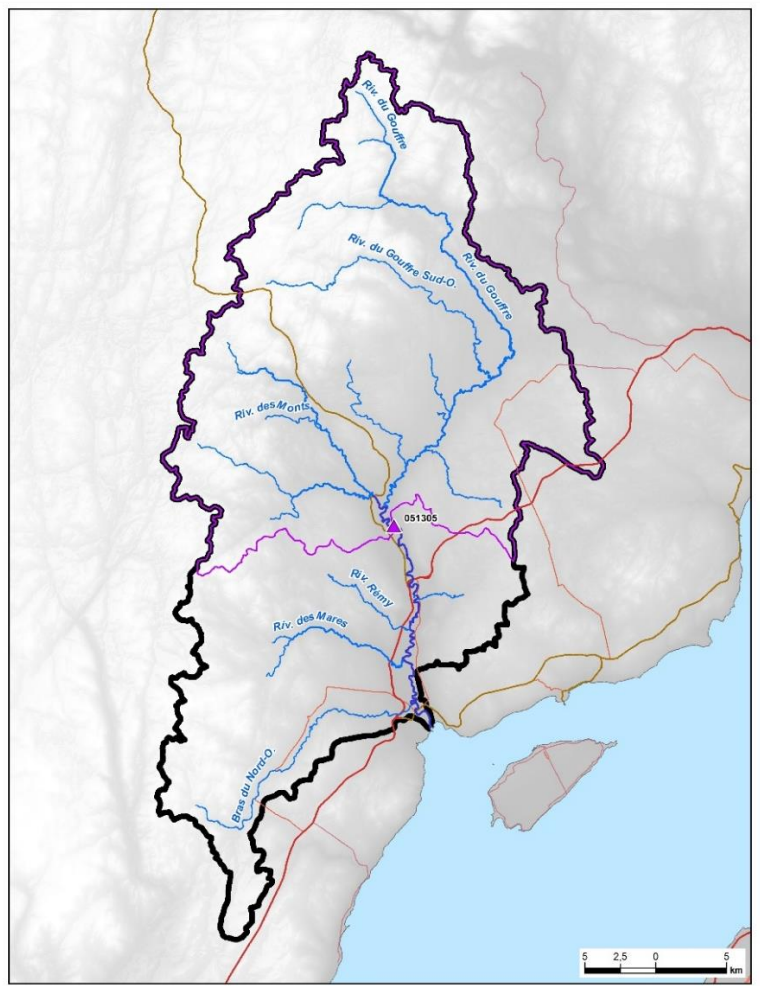 Riv. du Gouffre
Riv. du Gouffre Sud-O.
Riv. du Gouffre
Riv. des Monts
051305
Riv. Rémy
Riv. des Mares
Bras du Nord-O.
5 2,5 0 5
km